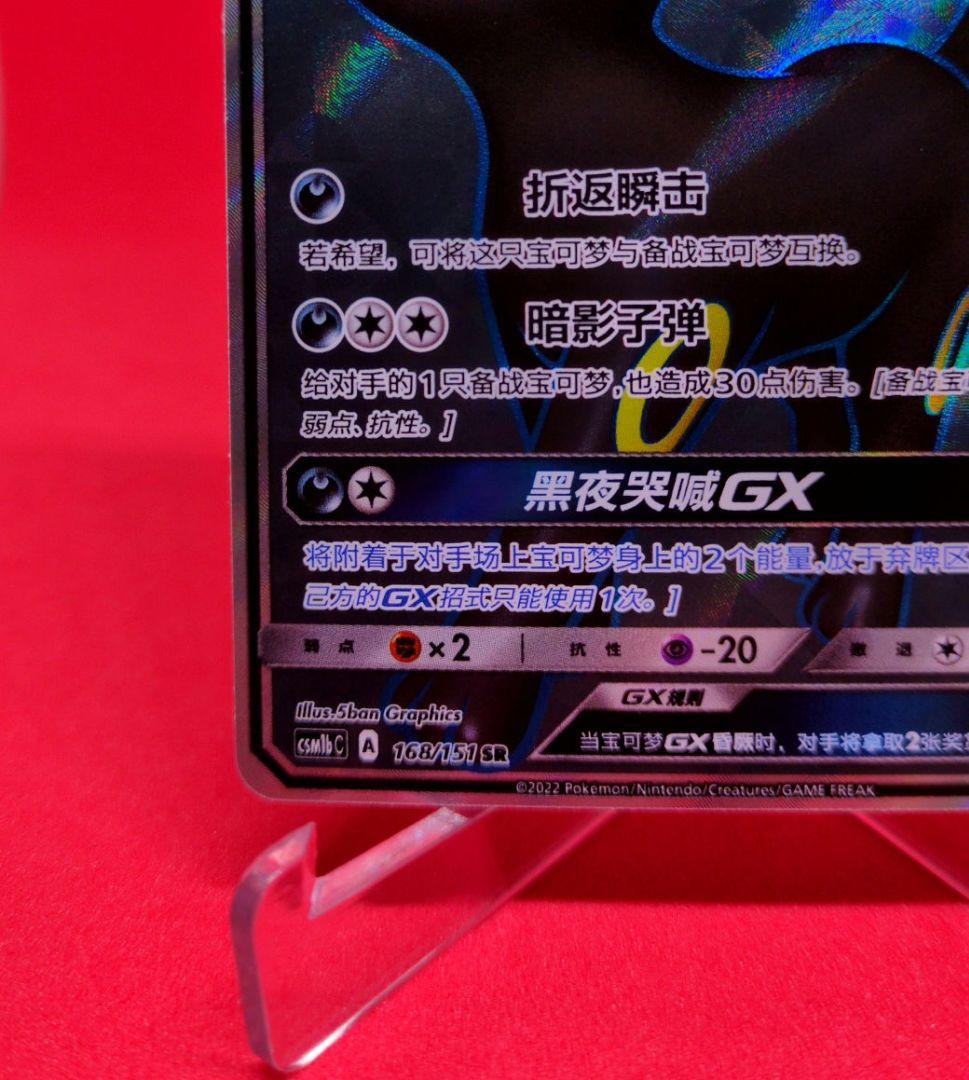 折返瞬击
若希望，可将这只宝可梦与备战宝可梦互换。
暗影子弹
给对手的1只备战宝可梦,也造成30点伤害。[备战宝
弱点、抗性。]
黑夜哭喊GX
将附着于对手场上宝可梦身上的2个能量,放于弃牌区
己方的GX招式只能使用1次。]
弱点 ×2 抗性 -20 撤退
GX规则
Illus.5ban Graphics
当宝可梦GX昏厥时，对手将拿取2张奖
csm1bC A 168/151 SR
©2022 Pokémon/Nintendo/Creatures/GAME FREAK